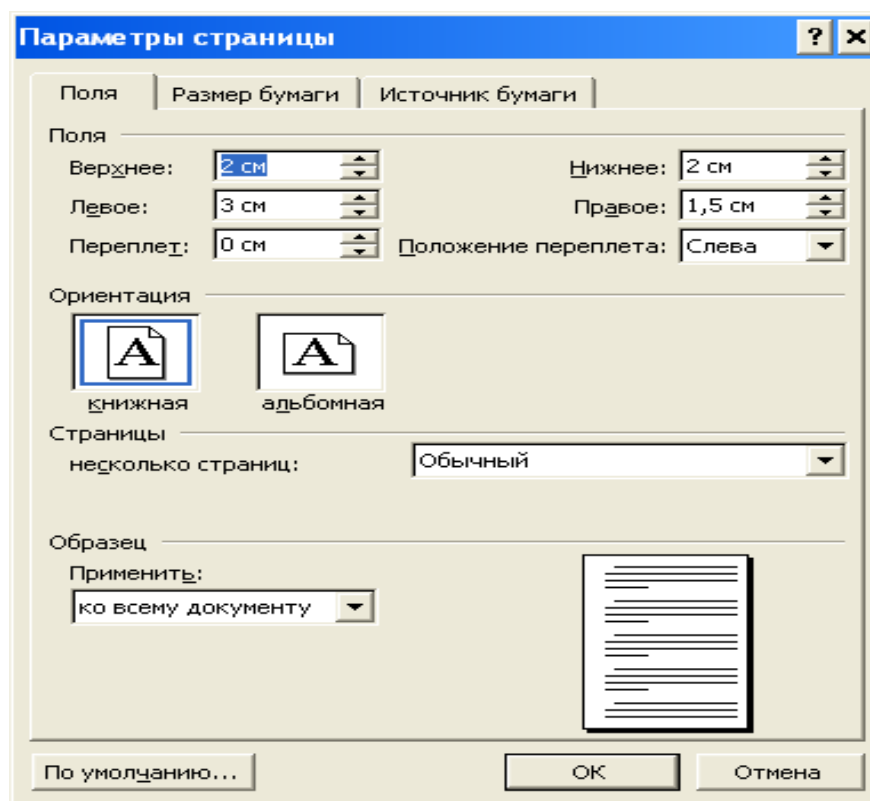 Параметры страницы
Поля Размер бумаги Источник бумаги
Поля
Верхнее: 2 см Нижнее: 2 см
Левое: 3 см Правое: 1,5 см
Переплет: 0 см Положение переплета: Слева
Ориентация
A A
книжная альбомная
Страницы
несколько страниц: Обычный
Образец
Применить:
ко всему документу
По умолчанию... ОК Отмена